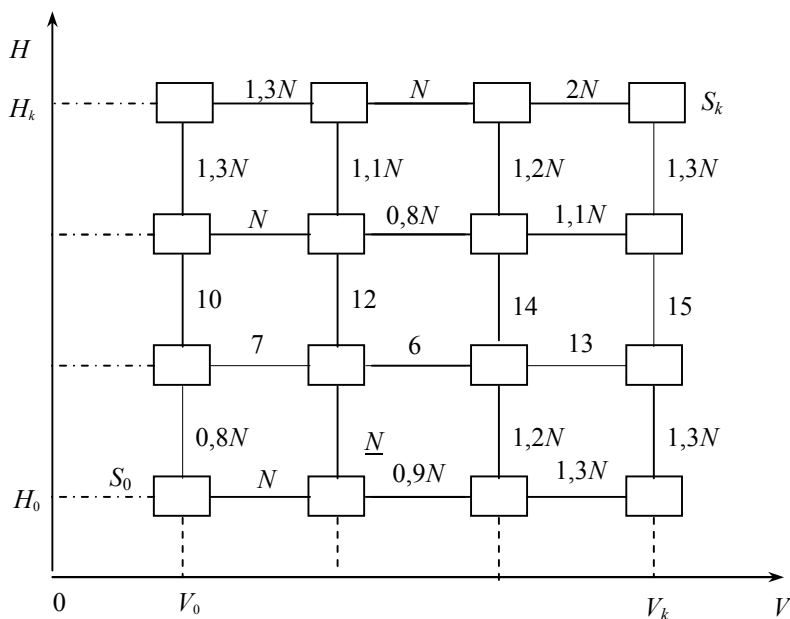 H
1,3N N 2N
H_k S_k
1,3N 1,1N 1,2N 1,3N
N 0,8N 1,1N
10 12 14 15
7 6 13
0,8N N 1,2N 1,3N
S_0 N 0,9N 1,3N
H_0
0 V_0 V_k V